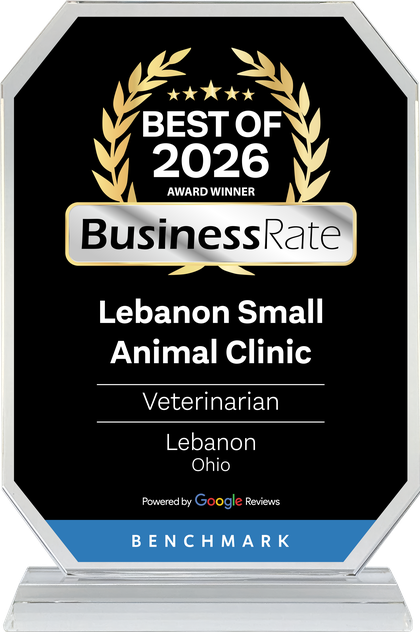 BEST OF
2026
AWARD WINNER
BusinessRate
Lebanon Small
Animal Clinic
Veterinarian
Lebanon
Ohio
Powered by Google Reviews
BENCHMARK